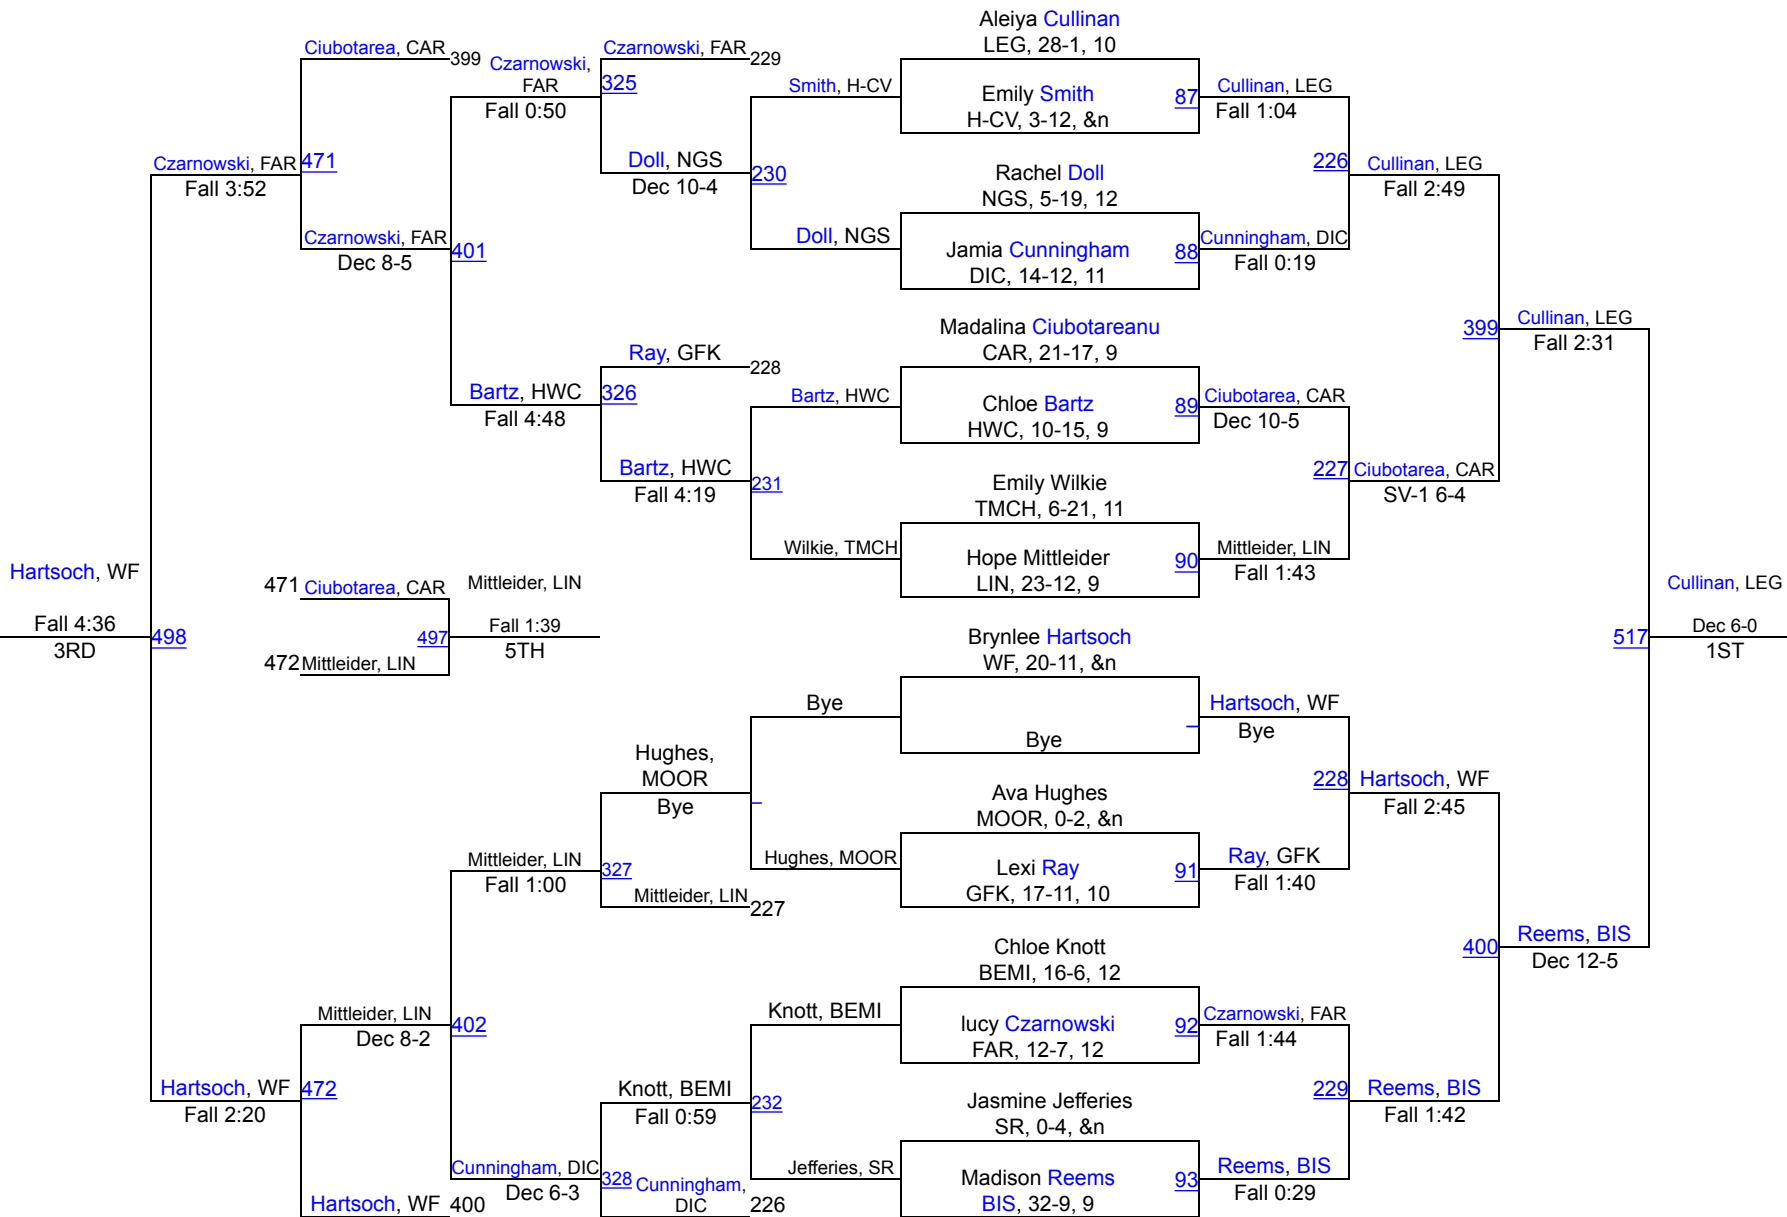 Aleiya Cullinan
LEG, 28-1, 10
Ciubotarea, CAR
399
Czarnowski,
FAR
Fall 0:50
Czarnowski, FAR
229
325
Smith, H-CV
Emily Smith
H-CV, 3-12, &n
87
Cullinan, LEG
Fall 1:04
Czarnowski, FAR
Fall 3:52
471
Doll, NGS
Dec 10-4
230
Rachel Doll
NGS, 5-19, 12
226
Cullinan, LEG
Fall 2:49
Czarnowski, FAR
Dec 8-5
401
Doll, NGS
Jamia Cunningham
DIC, 14-12, 11
88
Cunningham, DIC
Fall 0:19
Madalina Ciubotareanu
CAR, 21-17, 9
399
Cullinan, LEG
Fall 2:31
Ray, GFK
228
Bartz, HWC
Fall 4:48
326
Bartz, HWC
Chloe Bartz
HWC, 10-15, 9
89
Ciubotarea, CAR
Dec 10-5
Bartz, HWC
Fall 4:19
231
Emily Wilkie
TMCH, 6-21, 11
227
Ciubotarea, CAR
SV-1 6-4
Wilkie, TMCH
Hope Mittleider
LIN, 23-12, 9
90
Mittleider, LIN
Fall 1:43
Hartsoch, WF
Fall 4:36
3RD
498
471
Ciubotarea, CAR
472
Mittleider, LIN
497
Mittleider, LIN
Fall 1:39
5TH
Cullinan, LEG
517
Dec 6-0
1ST
Brynlee Hartsoch
WF, 20-11, &n
Bye
Bye
Hartsoch, WF
Bye
Hughes,
MOOR
Bye
Ava Hughes
MOOR, 0-2, &n
228
Hartsoch, WF
Fall 2:45
Mittleider, LIN
Fall 1:00
327
Hughes, MOOR
Lexi Ray
GFK, 17-11, 10
91
Ray, GFK
Fall 1:40
Mittleider, LIN
227
Chloe Knott
BEMI, 16-6, 12
400
Reems, BIS
Dec 12-5
Mittleider, LIN
Dec 8-2
402
Knott, BEMI
lucy Czarnowski
FAR, 12-7, 12
92
Czarnowski, FAR
Fall 1:44
Hartsoch, WF
Fall 2:20
472
Knott, BEMI
Fall 0:59
232
Jasmine Jefferies
SR, 0-4, &n
229
Reems, BIS
Fall 1:42
Cunningham, DIC
Dec 6-3
328
Cunningham,
DIC
226
Jefferies, SR
Madison Reems
BIS, 32-9, 9
93
Reems, BIS
Fall 0:29
Hartsoch, WF
400